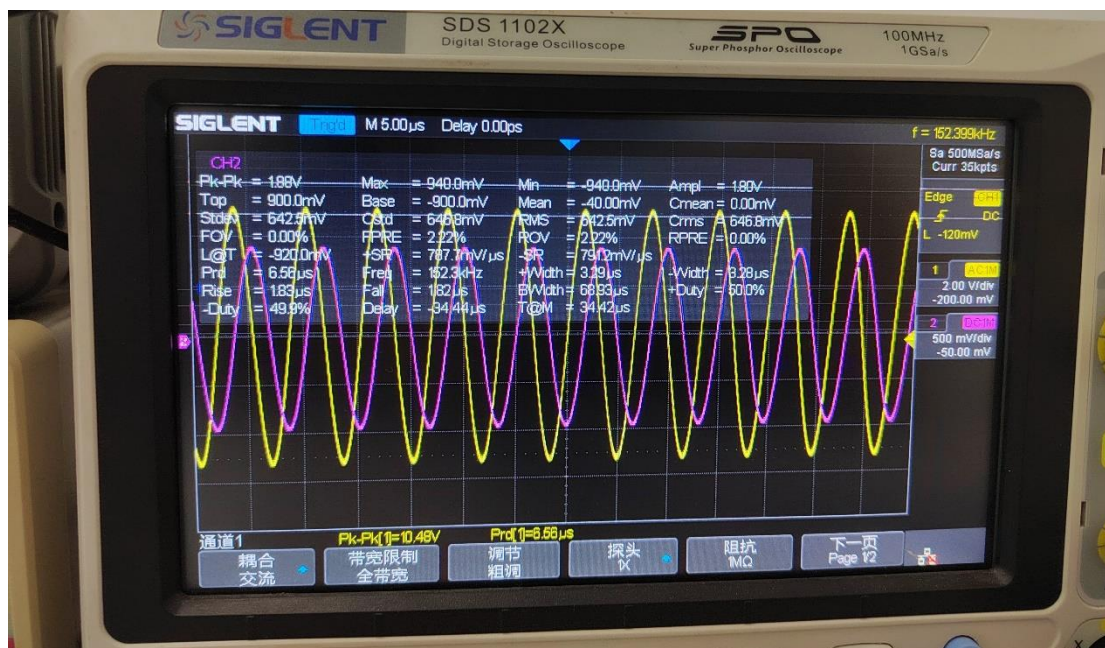 SIGLENT SDS 1102X SPO 100MHz
Digital Storage Oscilloscope Super Phosphor Oscilloscope 1GSa/s
SIGLENT Trig'd M 5.00µs Delay 0.00ps f = 152.399kHz
Sa 500MSa/s
Curr 35kpts
CH2
Pk-Pk = 1.88V Max = 940.0mV Min = -940.0mV Ampl = 1.80V
Top = 900.0mV Base = -900.0mV Mean = -40.00mV Cmean = 0.00mV
Stdev = 642.5mV Cstd = 646.8mV RMS = 642.5mV Crms = 646.8mV
FOV = 0.00% FPRE = 2.22% ROV = 2.22% RPRE = 0.00%
L@T = -920.0mV +SR = 787.7mV/µs -SR = 791.2mV/µs
Prd = 6.56µs Freq = 152.3kHz +Width = 3.29µs -Width = 3.28µs
Rise = 1.83µs Fall = 1.82µs BWidth = 68.93µs +Duty = 50.0%
-Duty = 49.9% Delay = -34.44µs T@M = 34.42µs
Edge CH1
DC
L -120mV
1 AC1M
2.00 V/div
-200.00 mV
2 DC1M
500 mV/div
-50.00 mV
通道1 Pk-Pk[1]=10.48V Prd[1]=6.56µs
耦合 带宽限制 调节 探头 阻抗 下一页
交流 全带宽 粗调 1X 1MΩ Page 1/2
X